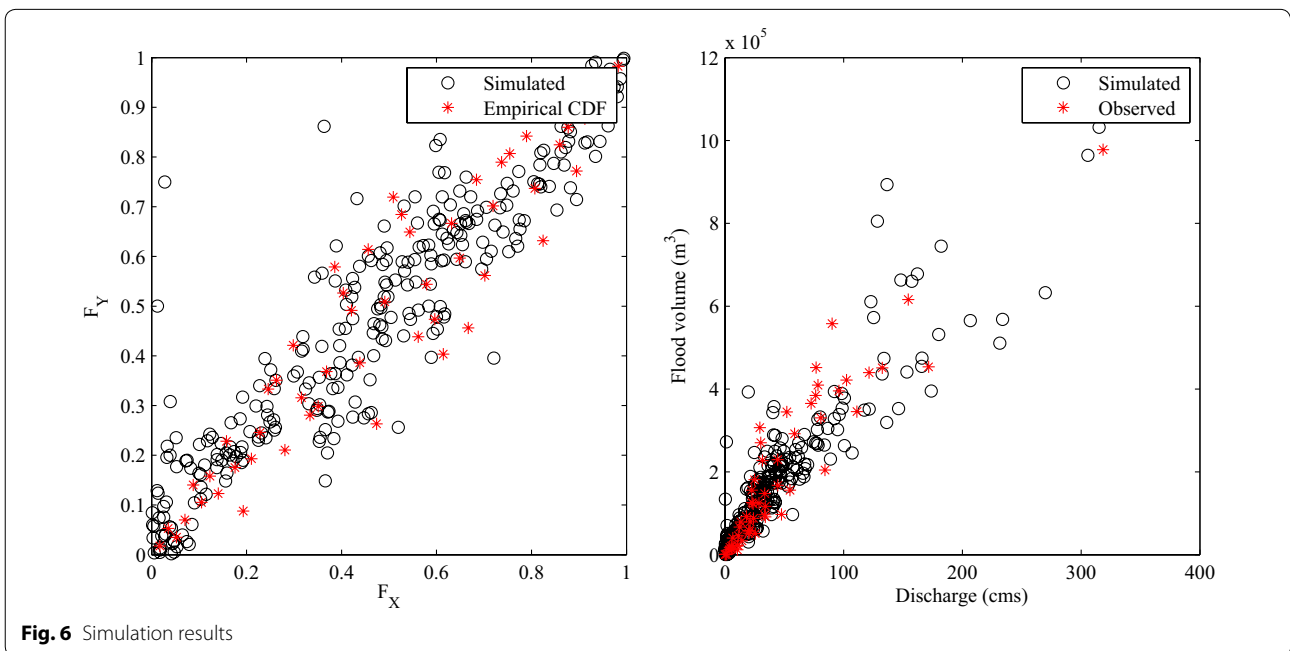 1
0.9
0.8
0.7
0.6
0.5
0.4
0.3
0.2
0.1
0
0 0.2 0.4 0.6 0.8 1
F_Y
F_X
Simulated
Empirical CDF
x 10^5
12
10
8
6
4
2
0
0 100 200 300 400
Flood volume (m^3)
Discharge (cms)
Simulated
Observed
Fig. 6 Simulation results